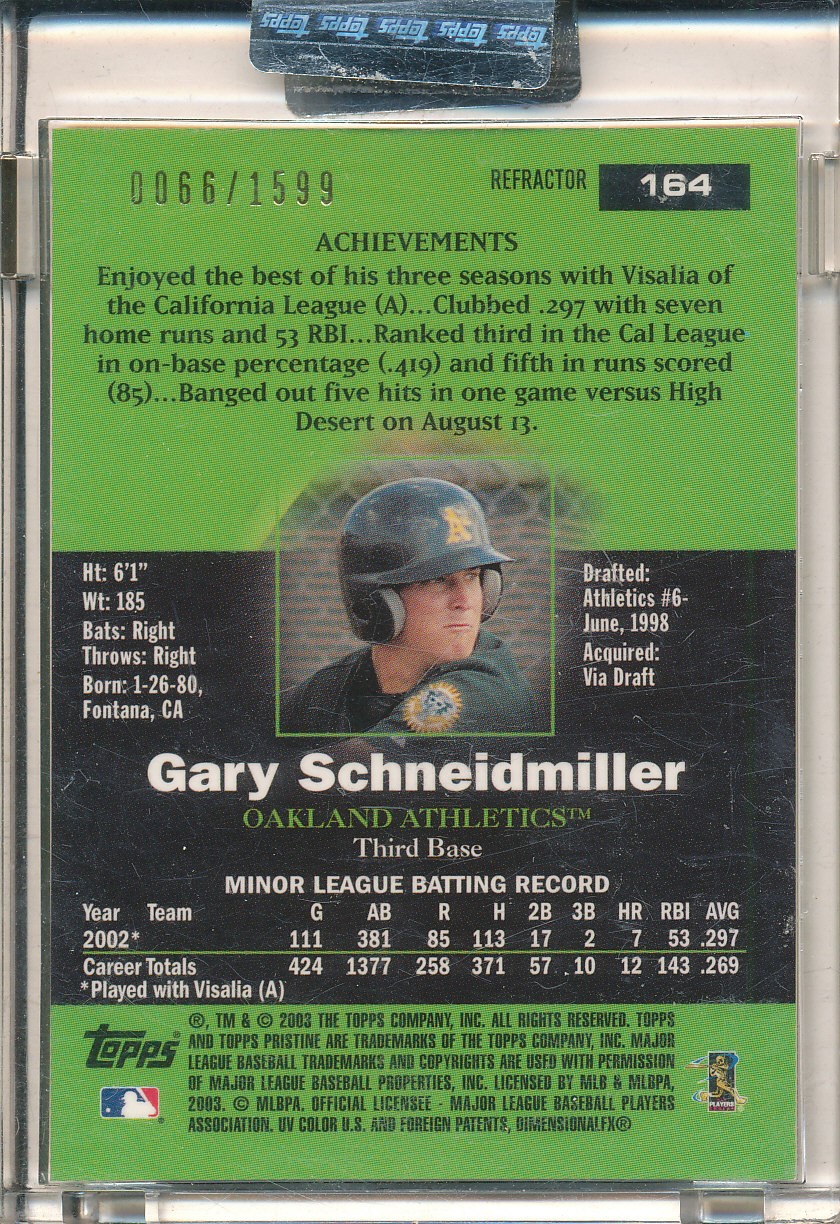 Topps Topps Topps Topps Topps
0066/1599
REFRACTOR 164
ACHIEVEMENTS
Enjoyed the best of his three seasons with Visalia of
the California League (A)...Clubbed .297 with seven
home runs and 53 RBI...Ranked third in the Cal League
in on-base percentage (.419) and fifth in runs scored
(85)...Banged out five hits in one game versus High
Desert on August 13.
A's
Ht: 6'1"
Wt: 185
Bats: Right
Throws: Right
Born: 1-26-80,
Fontana, CA
Drafted:
Athletics #6-
June, 1998
Acquired:
Via Draft
Gary Schneidmiller
OAKLAND ATHLETICS™
Third Base
MINOR LEAGUE BATTING RECORD
Year Team G AB R H 2B 3B HR RBI AVG
2002* 111 381 85 113 17 2 7 53 .297
Career Totals 424 1377 258 371 57 10 12 143 .269
*Played with Visalia (A)
Topps®
®, TM & © 2003 THE TOPPS COMPANY, INC. ALL RIGHTS RESERVED. TOPPS
AND TOPPS PRISTINE ARE TRADEMARKS OF THE TOPPS COMPANY, INC. MAJOR
LEAGUE BASEBALL TRADEMARKS AND COPYRIGHTS ARE USED WITH PERMISSION
OF MAJOR LEAGUE BASEBALL PROPERTIES, INC. LICENSED BY MLB & MLBPA,
2003. © MLBPA. OFFICIAL LICENSEE - MAJOR LEAGUE BASEBALL PLAYERS
ASSOCIATION. UV COLOR U.S. AND FOREIGN PATENTS, DIMENSIONALFX®
PLAYERS